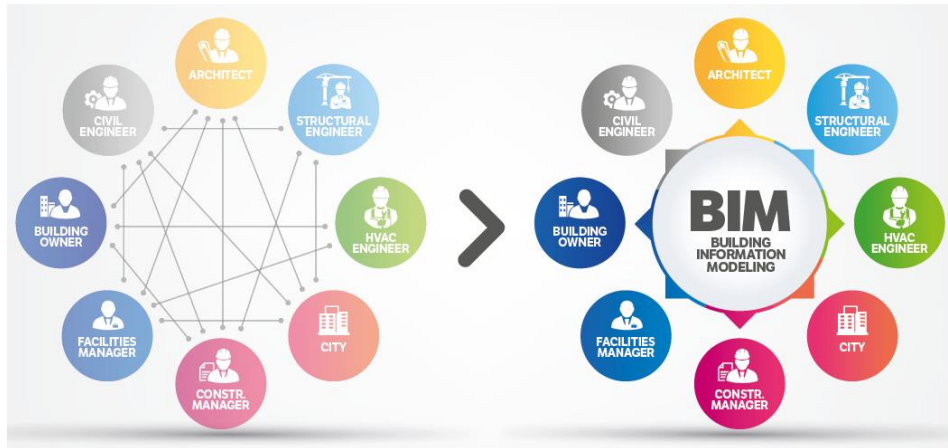 ARCHITECT
CIVIL
ENGINEER
STRUCTURAL
ENGINEER
BUILDING
OWNER
HVAC
ENGINEER
FACILITIES
MANAGER
CITY
CONSTR.
MANAGER
ARCHITECT
CIVIL
ENGINEER
STRUCTURAL
ENGINEER
BUILDING
OWNER
BIM
BUILDING
INFORMATION
MODELING
HVAC
ENGINEER
FACILITIES
MANAGER
CITY
CONSTR.
MANAGER